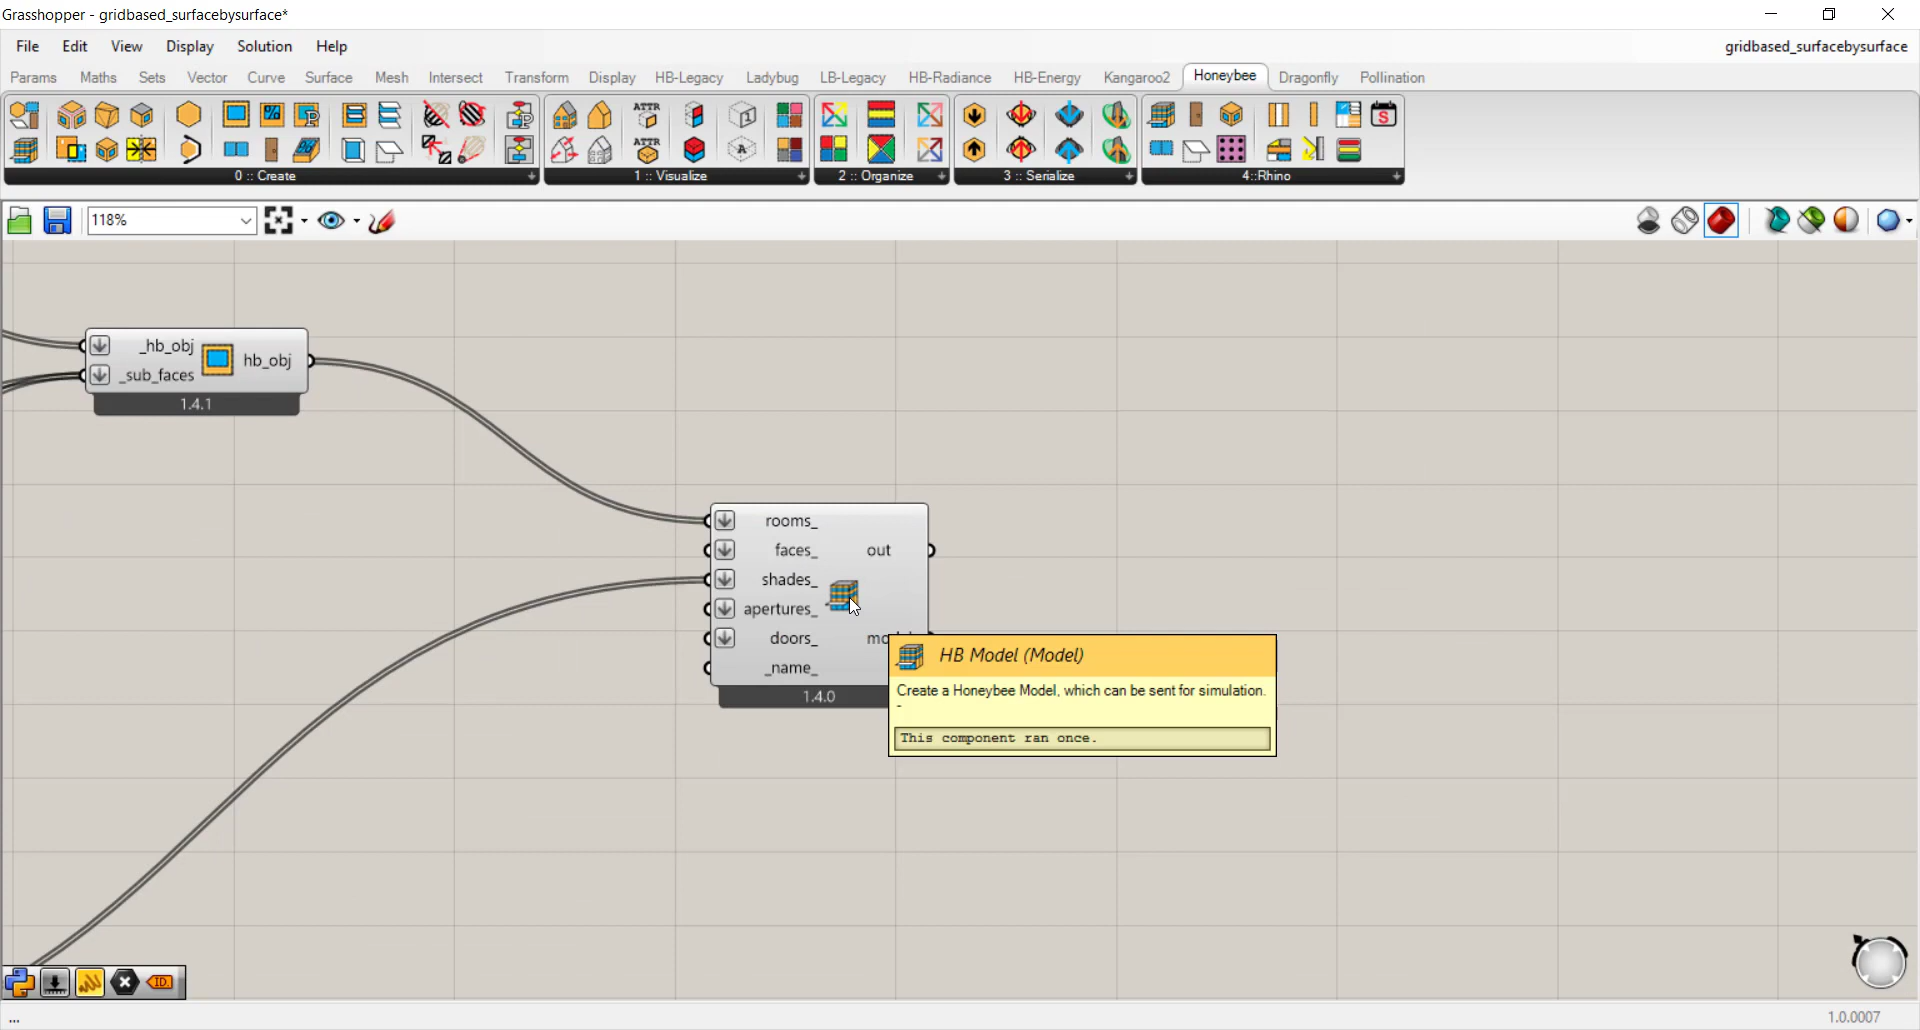 Grasshopper - gridbased_surfacebysurface*
File Edit View Display Solution Help gridbased_surfacebysurface
Params Maths Sets Vector Curve Surface Mesh Intersect Transform Display HB-Legacy Ladybug LB-Legacy HB-Radiance HB-Energy Kangaroo2 Honeybee Dragonfly Pollination
ATTR
1
S
ATTR
A
0 :: Create 1 :: Visualize 2 :: Organize 3 :: Serialize 4::Rhino
118%
_hb_obj
hb_obj
_sub_faces
1.4.1
rooms_
faces_ out
shades_
apertures_
doors_
_name_
1.4.0
HB Model (Model)
Create a Honeybee Model, which can be sent for simulation.
-
This component ran once.
ID
... 1.0.0007